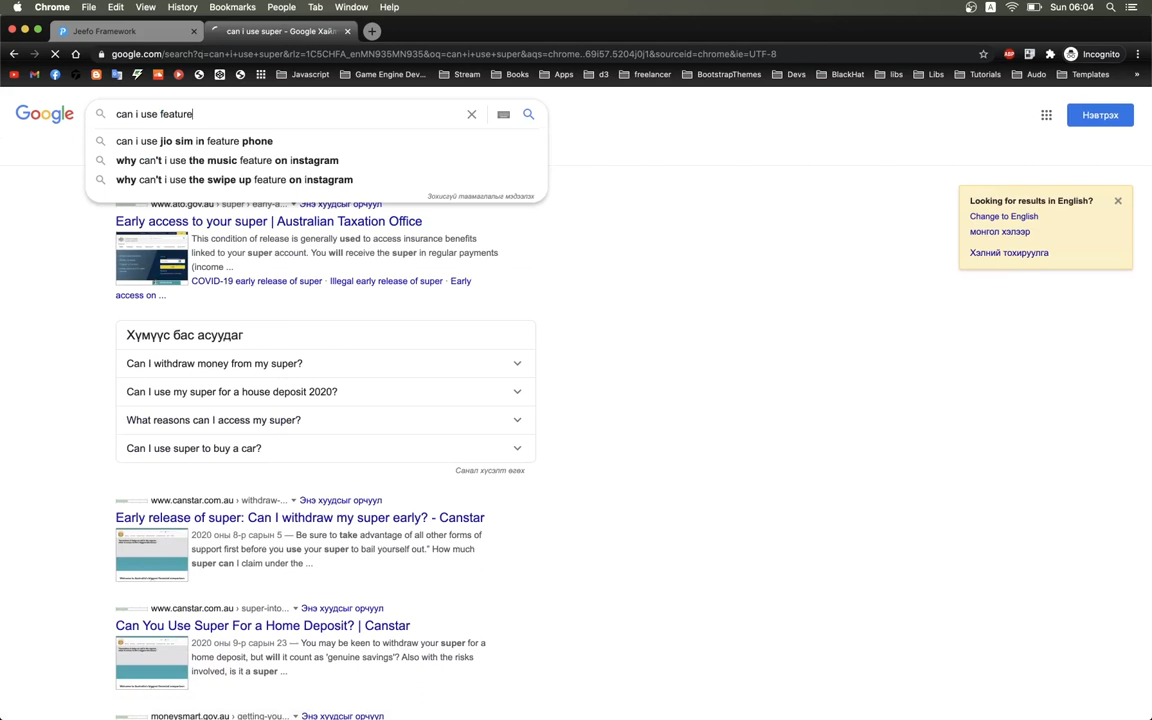 Chrome File Edit View History Bookmarks People Tab Window Help A Sun 06:04
Jeefo Framework can i use super - Google Хайл
google.com/search?q=can+i+use+super&rlz=1C5CHFA_enMN935MN935&oq=can+i+use+super&aqs=chrome..69i57.5204j0j1&sourceid=chrome&ie=UTF-8 ABP Incognito
Javascript Game Engine Dev... Stream Books Apps d3 freelancer BootstrapThemes Devs BlackHat libs Libs Tutorials Audo Templates »
Google can i use feature Нэвтрэх
can i use jio sim in feature phone
why can't i use the music feature on instagram
why can't i use the swipe up feature on instagram
Зохисгүй таамаглалыг мэдээлэх
www.ato.gov.au › super › early-a... Энэ хуудсыг орчуул
Early access to your super | Australian Taxation Office
This condition of release is generally used to access insurance benefits
linked to your super account. You will receive the super in regular payments
(income ...
COVID-19 early release of super · Illegal early release of super · Early
access on ...
Looking for results in English?
Change to English
монгол хэлээр
Хэлний тохируулга
Хүмүүс бас асуудаг
Can I withdraw money from my super?
Can I use my super for a house deposit 2020?
What reasons can I access my super?
Can I use super to buy a car?
Санал хүсэлт өгөх
www.canstar.com.au › withdraw-... Энэ хуудсыг орчуул
Early release of super: Can I withdraw my super early? - Canstar
2020 оны 8-р сарын 5 — Be sure to take advantage of all other forms of
support first before you use your super to bail yourself out." How much
super can I claim under the ...
www.canstar.com.au › super-into... Энэ хуудсыг орчуул
Can You Use Super For a Home Deposit? | Canstar
2020 оны 9-р сарын 23 — You may be keen to withdraw your super for a
home deposit, but will it count as 'genuine savings'? Also with the risks
involved, is it a super ...
moneysmart.gov.au › getting-you... Энэ хуудсыг орчуул